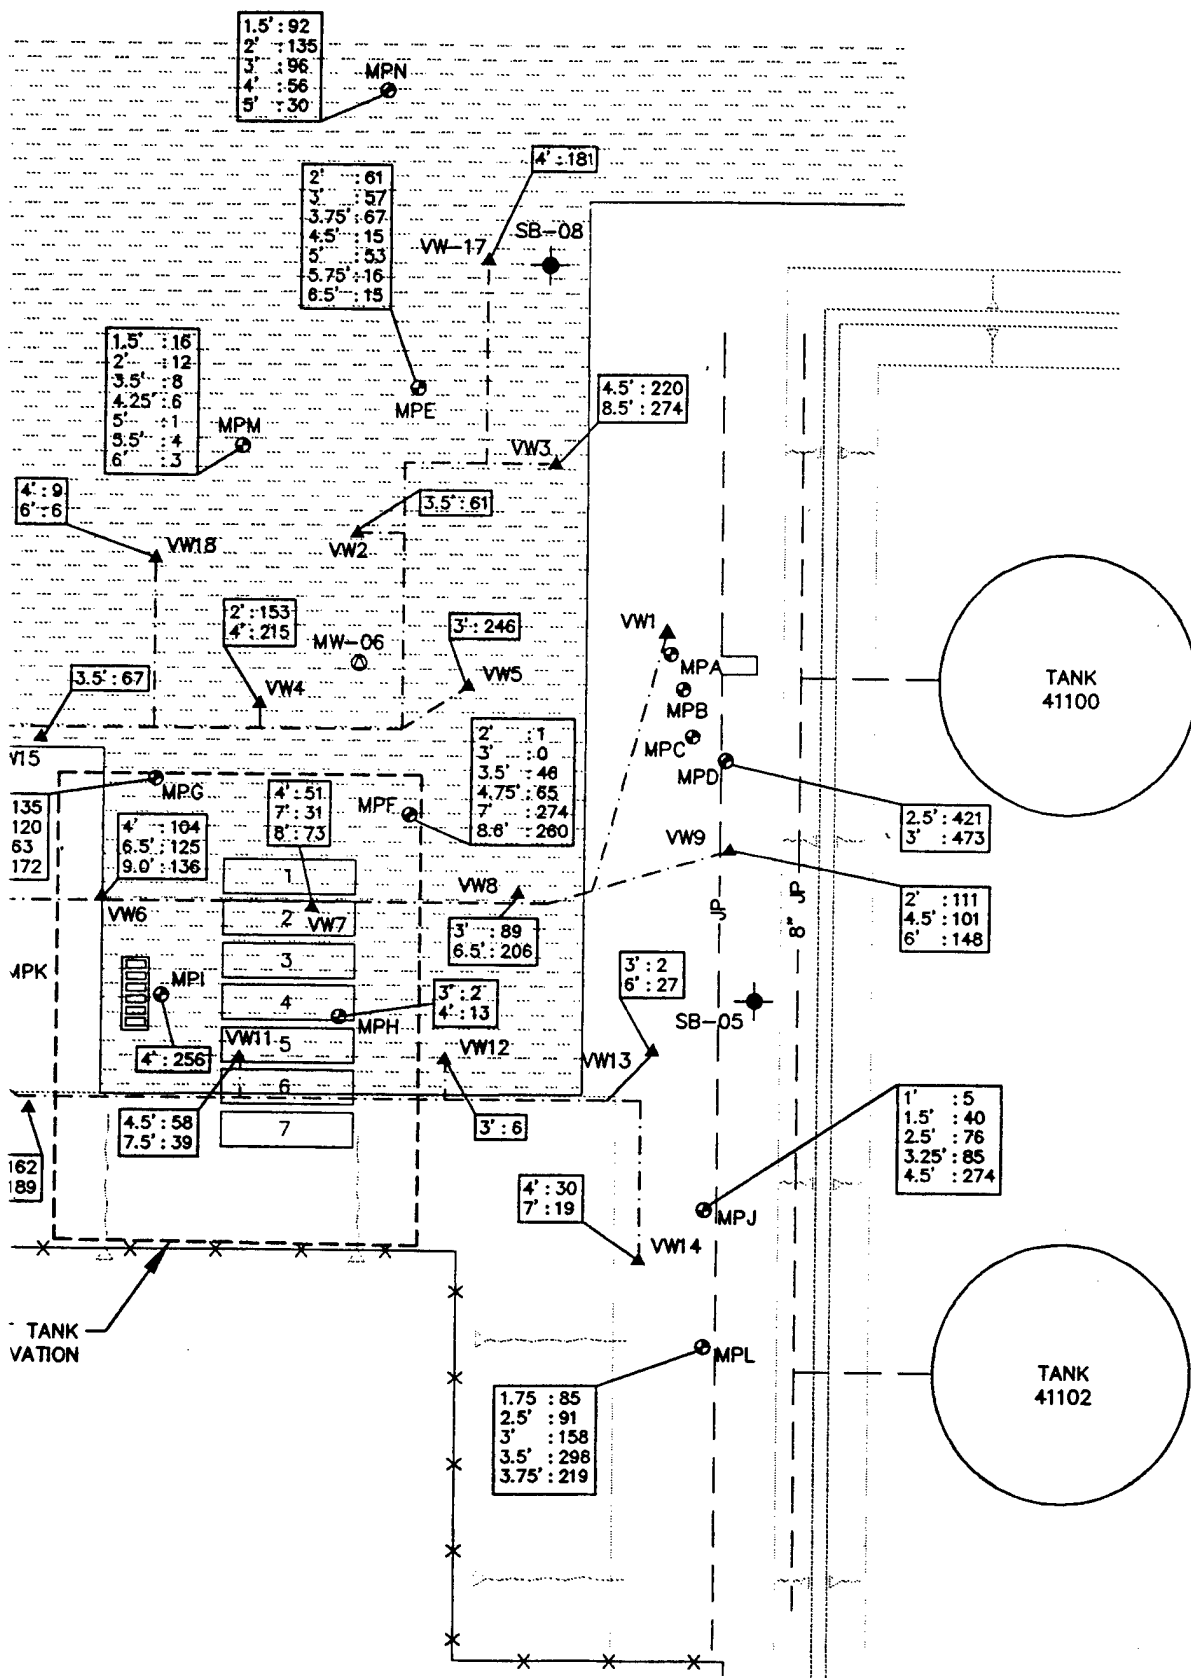 1.5' : 92
2' : 135
3' : 96
4' : 56
5' : 30
MPN
4' : 181
2' : 61
3' : 57
3.75' : 67
4.5' : 15
5' : 53
5.75' : 16
6.5' : 15
VW-17
SB-08
1.5' : 16
2' : 12
3.5' : 8
4.25' : 6
5' : 1
5.5' : 4
6' : 3
MPM
MPE
4.5' : 220
8.5' : 274
VW3
4' : 9
6' : 6
3.5' : 61
VW18
VW2
2' : 153
4' : 215
MW-06
3' : 246
VW1
MPA
3.5' : 67
VW4
VW5
MPB
TANK
41100
W15
MPC
MPD
2' : 1
3' : 0
3.5' : 46
4.75' : 65
7' : 274
8.6' : 260
MPG
4' : 51
7' : 31
8' : 73
MPF
135
120
63
172
4' : 104
6.5' : 125
9.0' : 136
2.5' : 421
3' : 473
VW9
1
VW8
VW6
2
VW7
JP
8" JP
2' : 111
4.5' : 101
6' : 148
3' : 89
6.5' : 206
3
MPK
MPI
3' : 2
6' : 27
4
MPH
3' : 2
4' : 13
SB-05
4' : 256
VW11
5
VW12
VW13
6
4.5' : 58
7.5' : 39
7
3' : 6
1' : 5
1.5' : 40
2.5' : 76
3.25' : 85
4.5' : 274
162
189
4' : 30
7' : 19
MPJ
VW14
TANK
VATION
MPL
TANK
41102
1.75 : 85
2.5' : 91
3' : 158
3.5' : 298
3.75' : 219